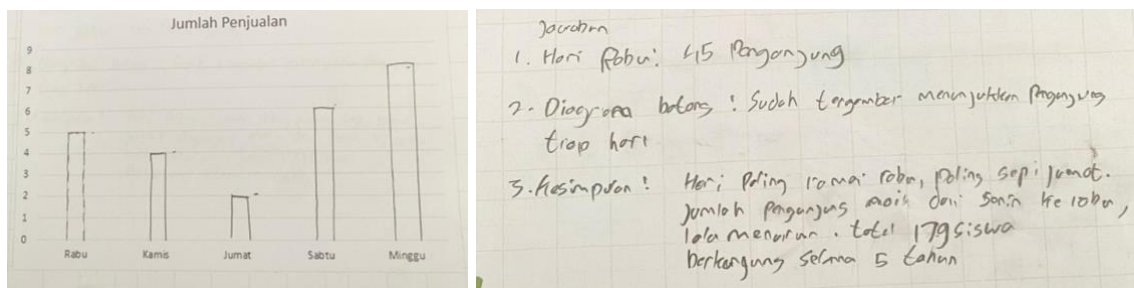 Jumlah Penjualan
9
8
7
6
5
4
3
2
1
0
Rabu Kamis Jumat Sabtu Minggu
Jawaban
1. Hari Rabu: 45 Pengunjung
2. Diagram batang : Sudah tergambar menunjukkan Pengunjung
tiap hari
3. Kesimpulan : Hari Paling ramai rabu, paling sepi jumat.
Jumlah Pengunjung naik dari Senin ke rabu,
lalu menurun. total 179 siswa
berkungung selama 5 tahun